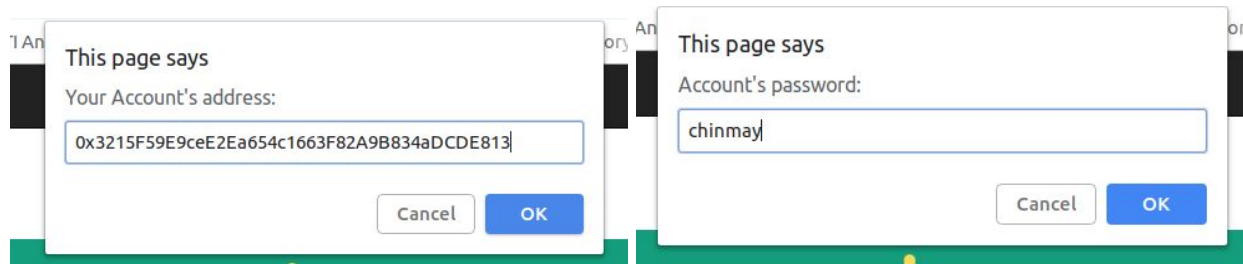 This page says
Your Account's address:
0x3215F59E9ceE2Ea654c1663F82A9B834aDCDE813
Cancel OK
This page says
Account's password:
chinmay
Cancel OK